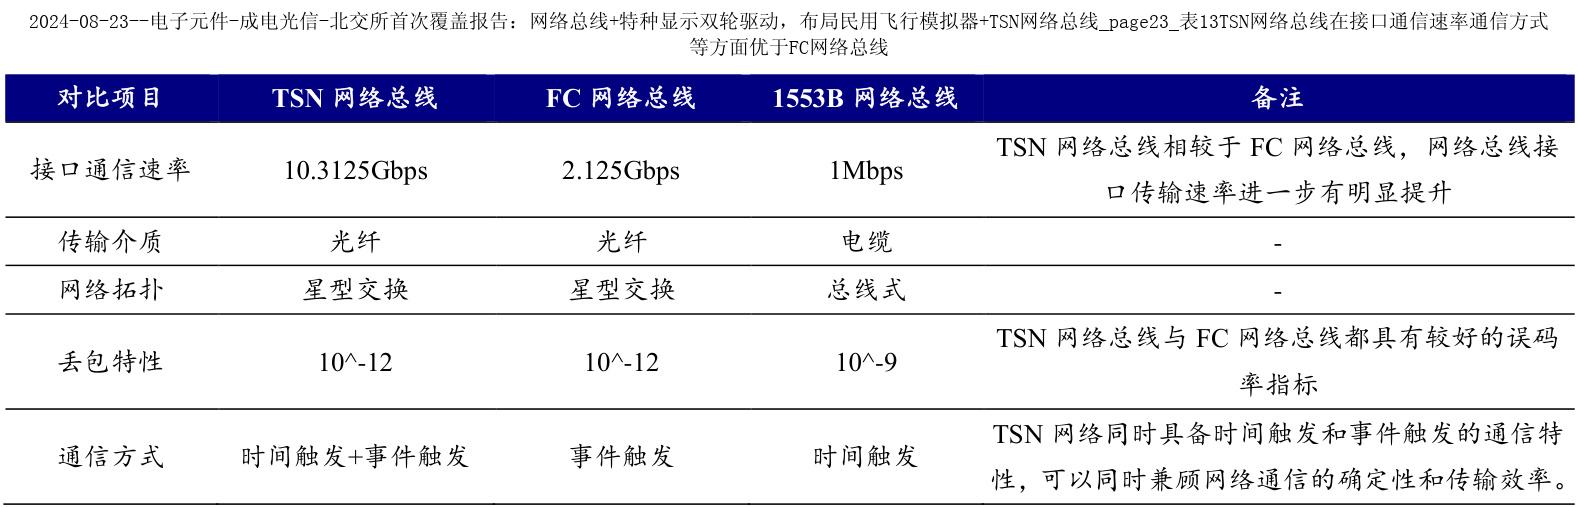 2024-08-23--电子元件-成电光信-北交所首次覆盖报告：网络总线+特种显示双轮驱动，布局民用飞行模拟器+TSN网络总线_page23_表13TSN网络总线在接口通信速率通信方式
等方面优于FC网络总线
对比项目 TSN 网络总线 FC 网络总线 1553B 网络总线 备注
接口通信速率 10.3125Gbps 2.125Gbps 1Mbps TSN 网络总线相较于 FC 网络总线，网络总线接
口传输速率进一步有明显提升
传输介质 光纤 光纤 电缆 -
网络拓扑 星型交换 星型交换 总线式 -
丢包特性 10^-12 10^-12 10^-9 TSN 网络总线与 FC 网络总线都具有较好的误码
率指标
通信方式 时间触发+事件触发 事件触发 时间触发 TSN 网络同时具备时间触发和事件触发的通信特
性，可以同时兼顾网络通信的确定性和传输效率。